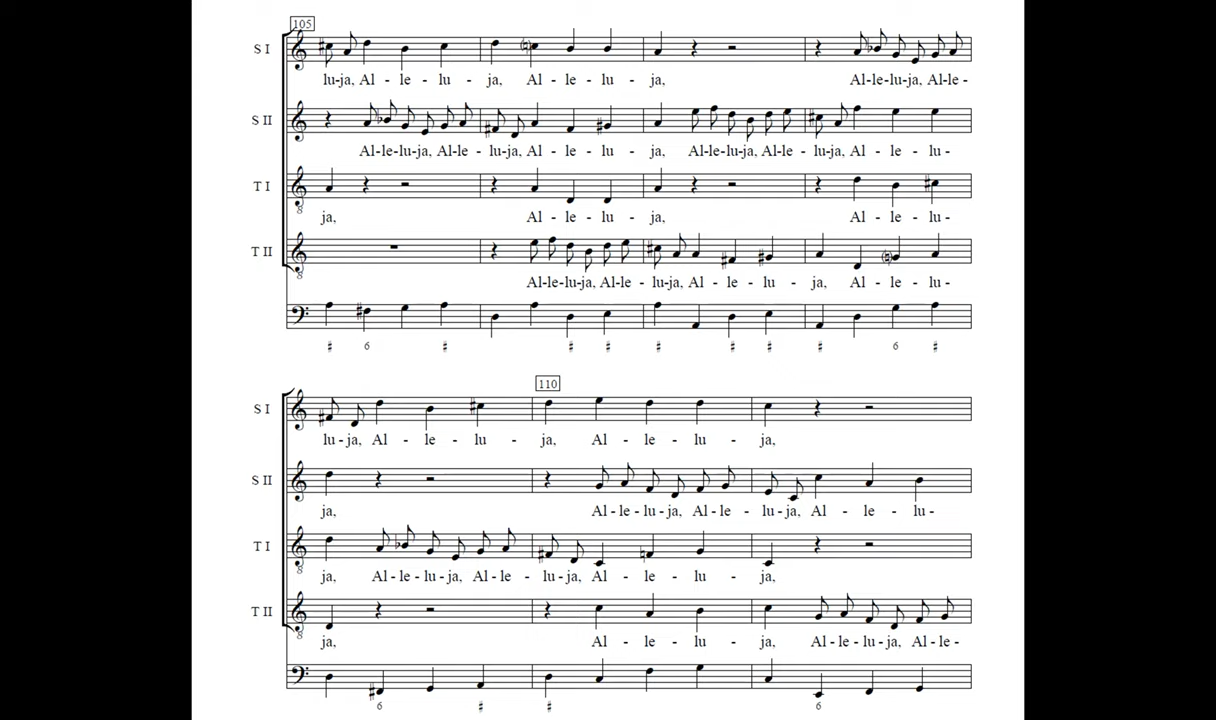 105
S I
lu-ja, Al - le - lu - ja, Al - le - lu - ja, Al-le-lu-ja, Al-le -
S II
Al-le-lu-ja, Al-le - lu-ja, Al - le - lu - ja, Al-le-lu-ja, Al-le - lu-ja, Al - le - lu -
T I
ja, Al - le - lu - ja, Al - le - lu -
8
T II
Al-le-lu-ja, Al-le - lu-ja, Al - le - lu - ja, Al - le - lu -
8
♯ 6 ♯ ♯ ♯ ♯ ♯ ♯ ♯ 6 ♯
110
S I
lu - ja, Al - le - lu - ja, Al - le - lu - ja,
S II
ja, Al - le - lu - ja, Al - le - lu - ja, Al - le - lu -
T I
ja, Al - le - lu - ja, Al - le - lu - ja, Al - le - lu - ja,
8
T II
ja, Al - le - lu - ja, Al - le - lu - ja, Al - le -
8
6 ♯ ♯ 6